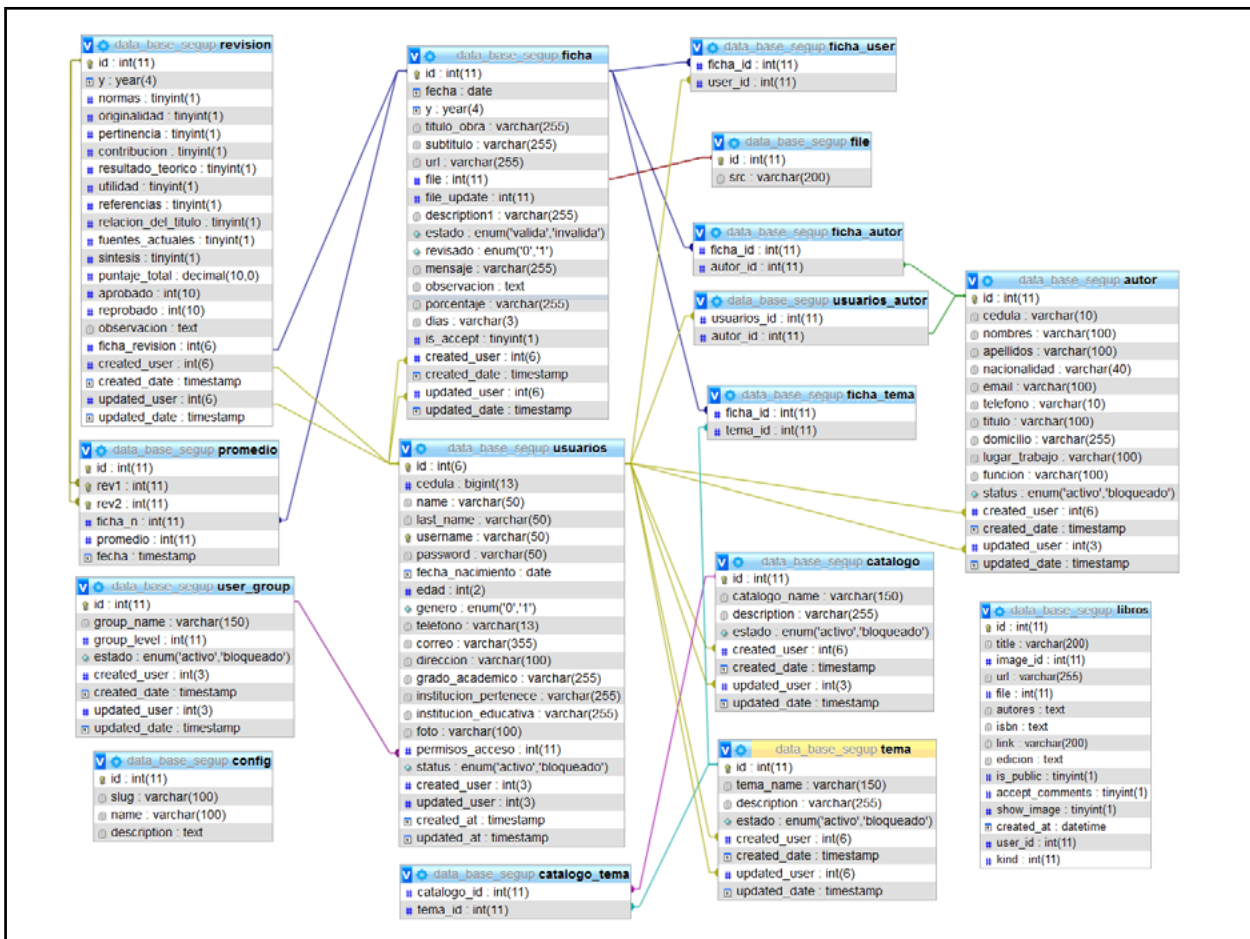 data_base_segup revision
id : int(11)
y : year(4)
normas : tinyint(1)
originalidad : tinyint(1)
pertinencia : tinyint(1)
contribucion : tinyint(1)
resultado_teorico : tinyint(1)
utilidad : tinyint(1)
referencias : tinyint(1)
relacion_del_titulo : tinyint(1)
fuentes_actuales : tinyint(1)
sintesis : tinyint(1)
puntaje_total : decimal(10,0)
aprobado : int(10)
reprobado : int(10)
observacion : text
ficha_revision : int(6)
created_user : int(6)
created_date : timestamp
updated_user : int(6)
updated_date : timestamp
data_base_segup promedio
id : int(11)
rev1 : int(11)
rev2 : int(11)
ficha_n : int(11)
promedio : int(11)
fecha : timestamp
data_base_segup user_group
id : int(11)
group_name : varchar(150)
group_level : int(11)
estado : enum('activo','bloqueado')
created_user : int(3)
created_date : timestamp
updated_user : int(3)
updated_date : timestamp
data_base_segup config
id : int(11)
slug : varchar(100)
name : varchar(100)
description : text
data_base_segup ficha
id : int(11)
fecha : date
y : year(4)
titulo_obra : varchar(255)
subtitulo : varchar(255)
url : varchar(255)
file : int(11)
file_update : int(11)
description1 : varchar(255)
estado : enum('valida','invalida')
revisado : enum('0','1')
mensaje : varchar(255)
observacion : text
porcentaje : varchar(255)
dias : varchar(3)
is_accept : tinyint(1)
created_user : int(6)
created_date : timestamp
updated_user : int(6)
updated_date : timestamp
data_base_segup usuarios
id : int(6)
cedula : bigint(13)
name : varchar(50)
last_name : varchar(50)
username : varchar(50)
password : varchar(50)
fecha_nacimiento : date
edad : int(2)
genero : enum('0','1')
telefono : varchar(13)
correo : varchar(355)
direccion : varchar(100)
grado_academico : varchar(255)
institucion_pertenece : varchar(255)
institucion_educativa : varchar(255)
foto : varchar(100)
permisos_acceso : int(11)
status : enum('activo','bloqueado')
created_user : int(3)
updated_user : int(3)
created_at : timestamp
updated_at : timestamp
data_base_segup catalogo_tema
catalogo_id : int(11)
tema_id : int(11)
data_base_segup ficha_user
ficha_id : int(11)
user_id : int(11)
data_base_segup file
id : int(11)
src : varchar(200)
data_base_segup ficha_autor
ficha_id : int(11)
autor_id : int(11)
data_base_segup usuarios_autor
usuarios_id : int(11)
autor_id : int(11)
data_base_segup ficha_tema
ficha_id : int(11)
tema_id : int(11)
data_base_segup catalogo
id : int(11)
catalogo_name : varchar(150)
description : varchar(255)
estado : enum('activo','bloqueado')
created_user : int(6)
created_date : timestamp
updated_user : int(3)
updated_date : timestamp
data_base_segup tema
id : int(11)
tema_name : varchar(150)
description : varchar(255)
estado : enum('activo','bloqueado')
created_user : int(6)
created_date : timestamp
updated_user : int(6)
updated_date : timestamp
data_base_segup autor
id : int(11)
cedula : varchar(10)
nombres : varchar(100)
apellidos : varchar(100)
nacionalidad : varchar(40)
email : varchar(100)
telefono : varchar(10)
titulo : varchar(100)
domicilio : varchar(255)
lugar_trabajo : varchar(100)
funcion : varchar(100)
status : enum('activo','bloqueado')
created_user : int(6)
created_date : timestamp
updated_user : int(3)
updated_date : timestamp
data_base_segup libros
id : int(11)
title : varchar(200)
image_id : int(11)
url : varchar(255)
file : int(11)
autores : text
isbn : text
link : varchar(200)
edicion : text
is_public : tinyint(1)
accept_comments : tinyint(1)
show_image : tinyint(1)
created_at : datetime
user_id : int(11)
kind : int(11)